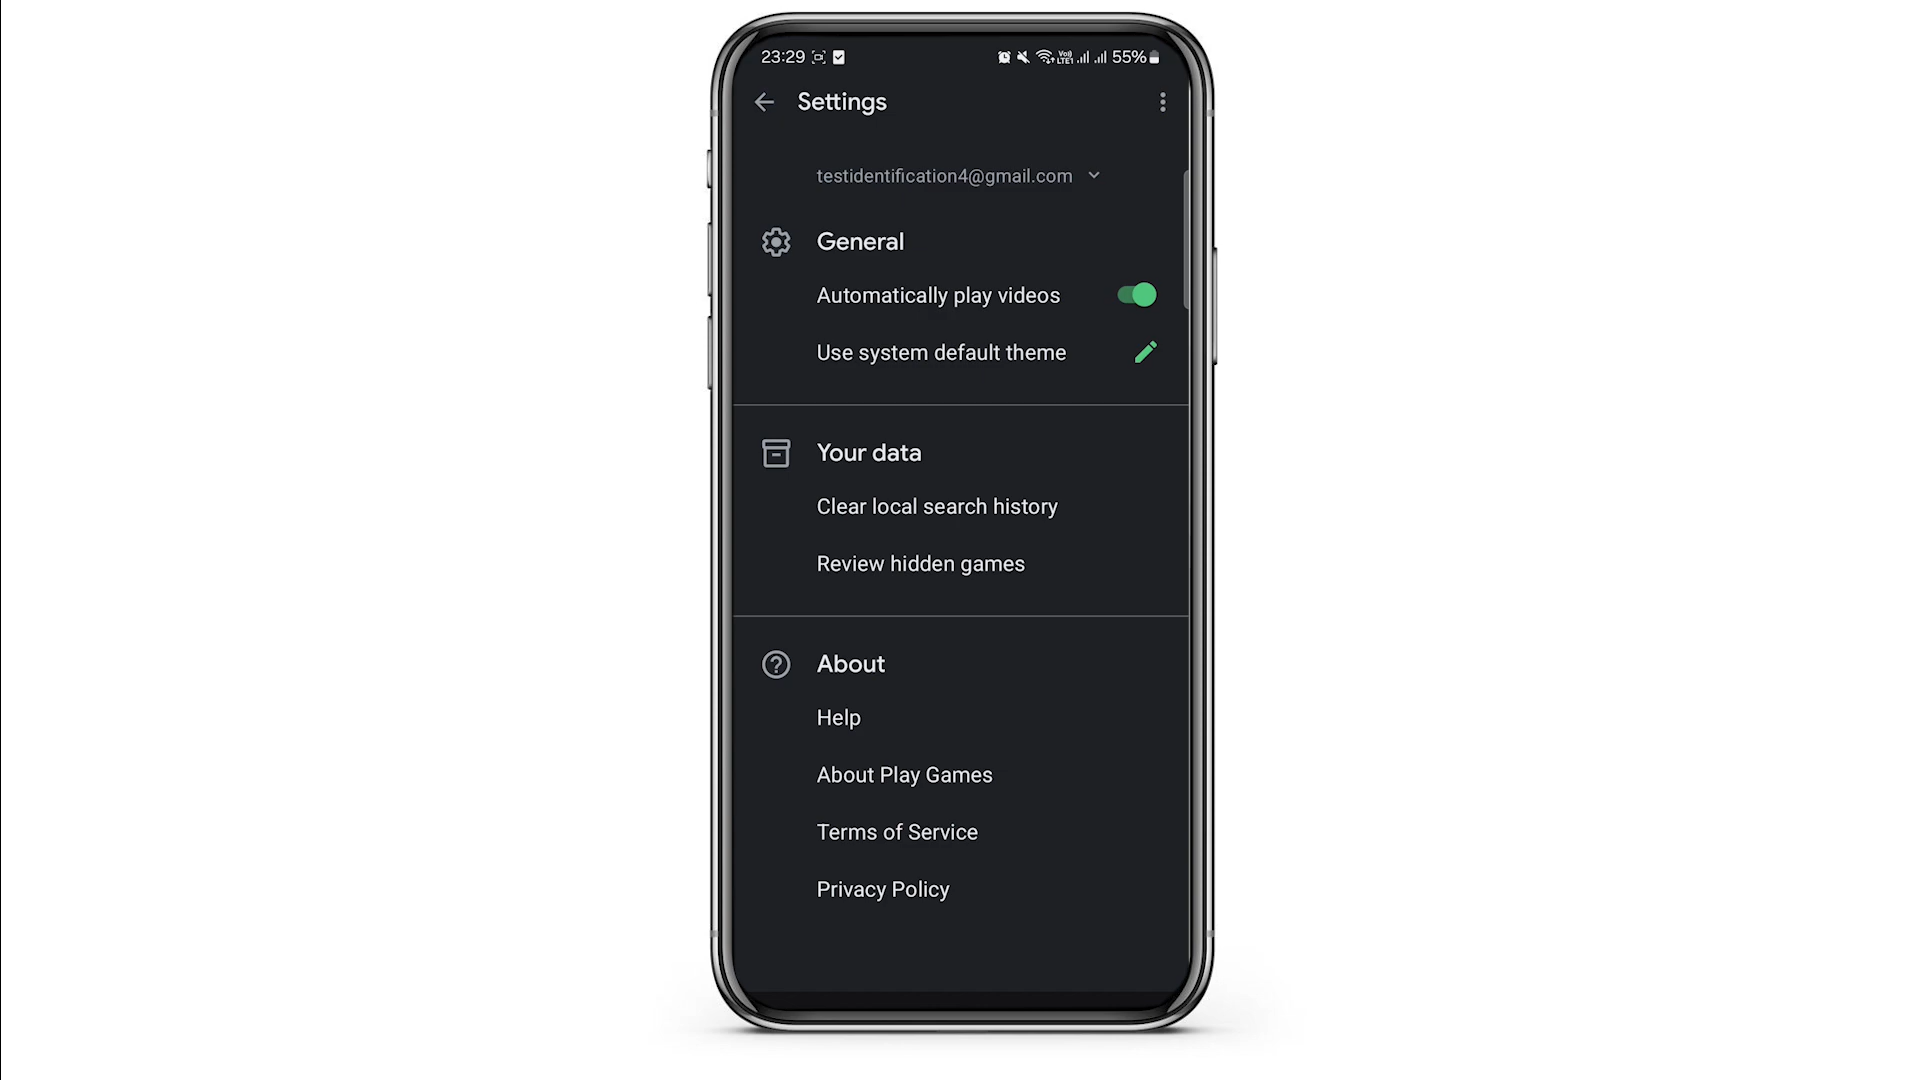 23:29 55%
Settings
testidentification4@gmail.com
General
Automatically play videos
Use system default theme
Your data
Clear local search history
Review hidden games
About
Help
About Play Games
Terms of Service
Privacy Policy